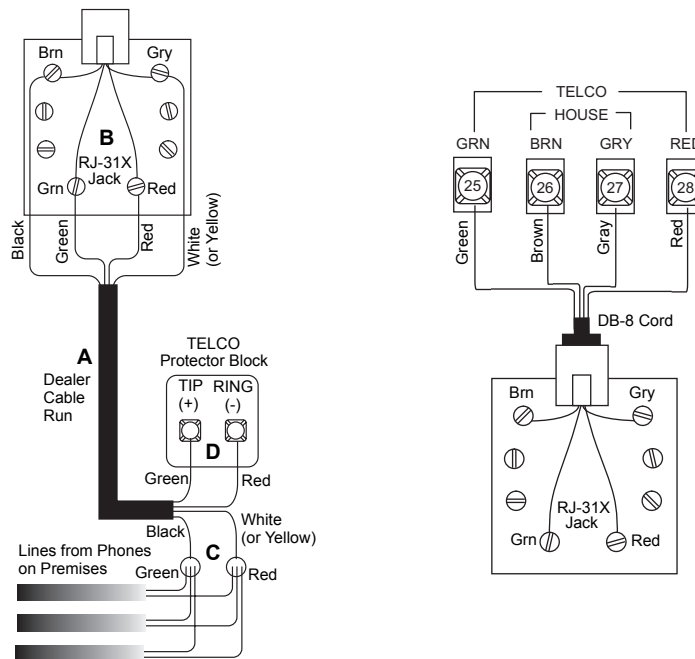 Brn Gry
B
RJ-31X
Jack
Grn Red
Black
Green
Red
White
(or Yellow)
A
Dealer
Cable
Run
TELCO
Protector Block
TIP RING
(+) (-)
D
Green Red
Black
White
(or Yellow)
C
Lines from Phones
on Premises
Green Red
TELCO
HOUSE
GRN BRN GRY RED
25 26 27 28
Green
Brown
Gray
Red
DB-8 Cord
Brn Gry
RJ-31X
Jack
Grn Red